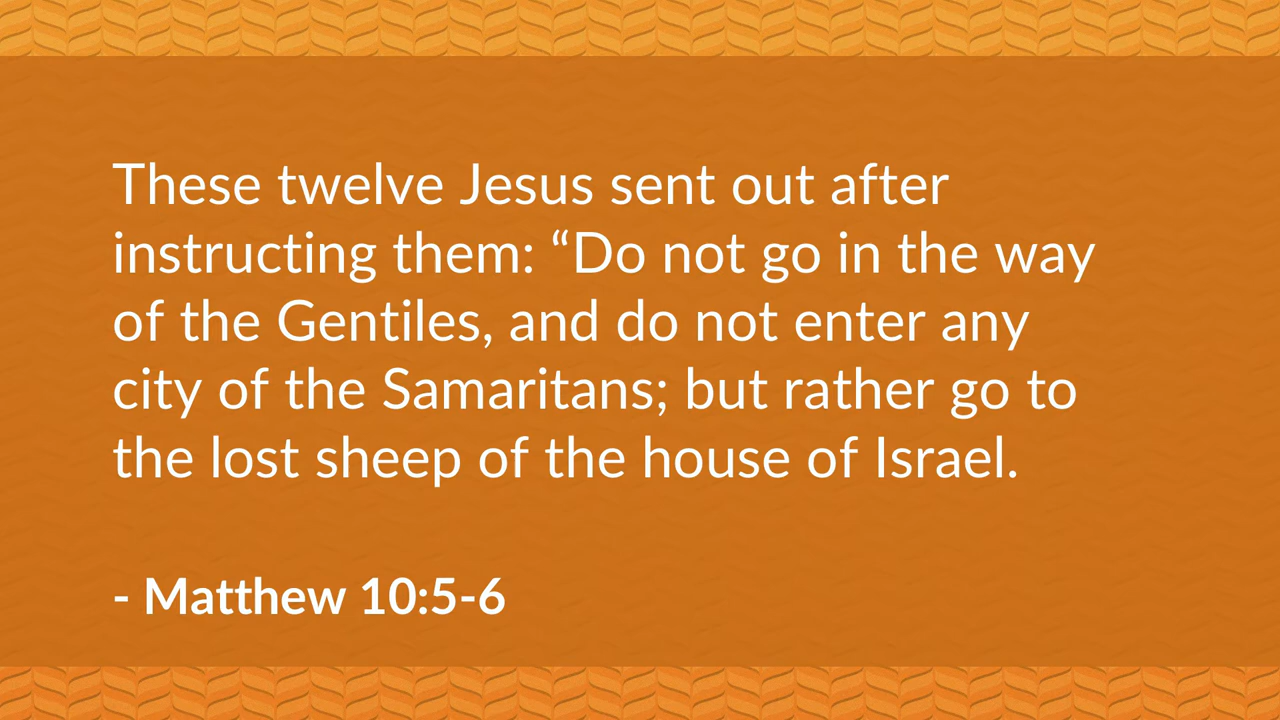 These twelve Jesus sent out after
instructing them: “Do not go in the way
of the Gentiles, and do not enter any
city of the Samaritans; but rather go to
the lost sheep of the house of Israel.
- Matthew 10:5-6